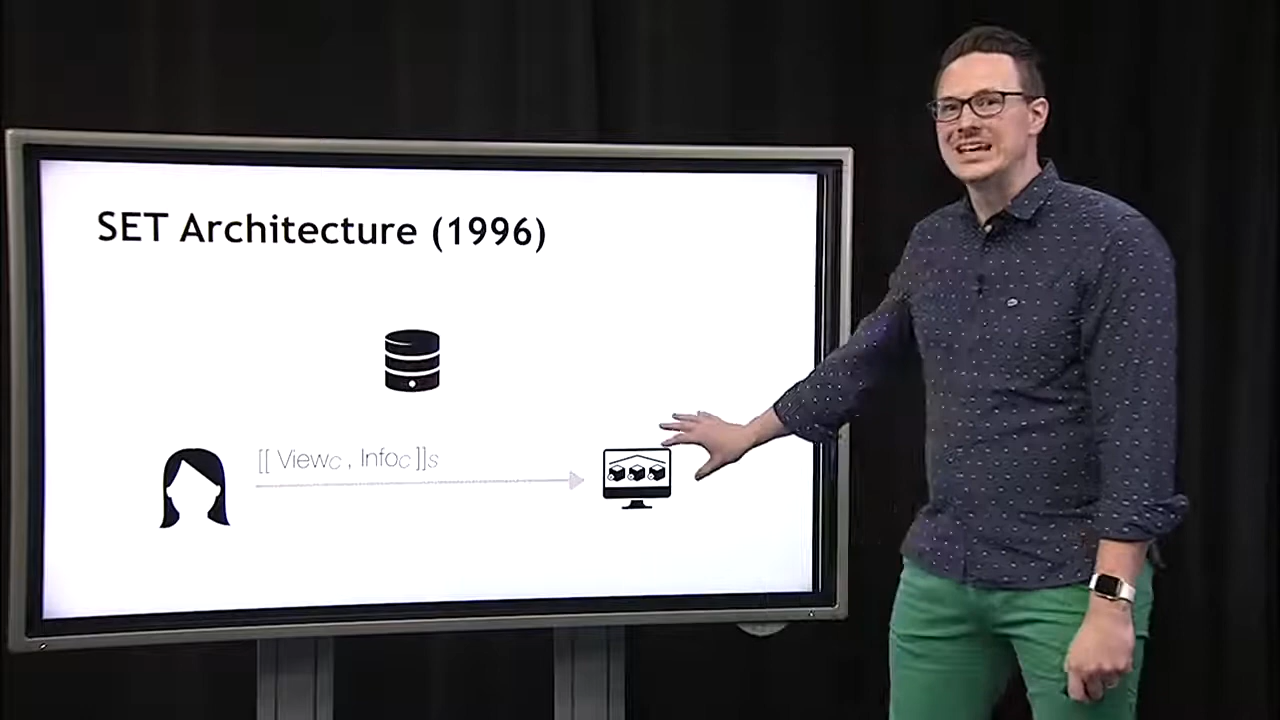 SET Architecture (1996)
[[ Viewc , Infoc ]]s